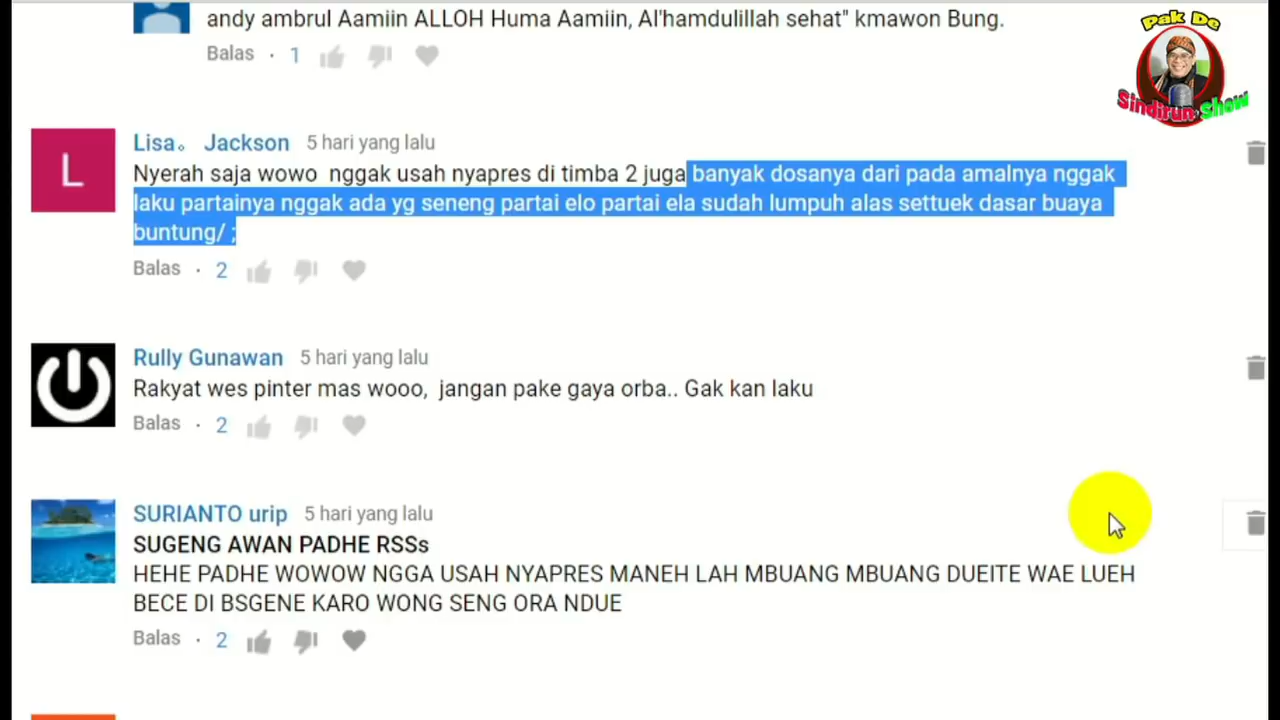 andy ambrul Aamiin ALLOH Huma Aamiin, Al'hamdulillah sehat" kmawon Bung.
Balas · 1
Pak De
Sindirun Show
L
Lisa。 Jackson 5 hari yang lalu
Nyerah saja wowo nggak usah nyapres di timba 2 juga banyak dosanya dari pada amalnya nggak
laku partainya nggak ada yg seneng partai elo partai ela sudah lumpuh alas settuek dasar buaya
buntung/ ;
Balas · 2
Rully Gunawan 5 hari yang lalu
Rakyat wes pinter mas wooo, jangan pake gaya orba.. Gak kan laku
Balas · 2
SURIANTO urip 5 hari yang lalu
SUGENG AWAN PADHE RSSs
HEHE PADHE WOWOW NGGA USAH NYAPRES MANEH LAH MBUANG MBUANG DUEITE WAE LUEH
BECE DI BSGENE KARO WONG SENG ORA NDUE
Balas · 2